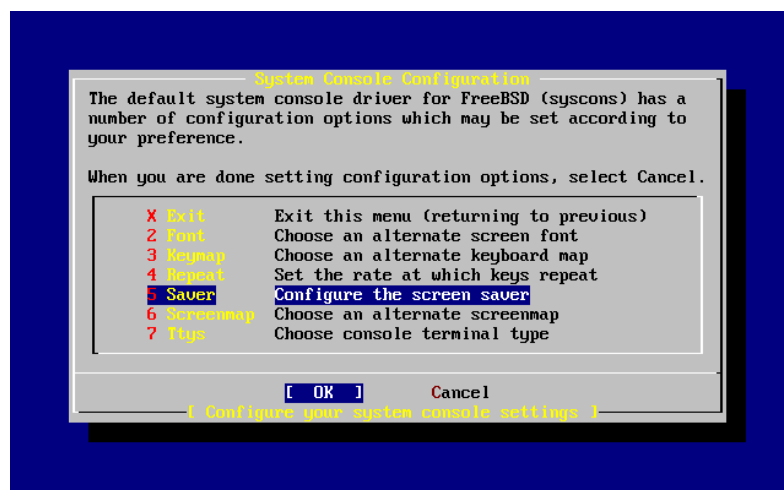 System Console Configuration
The default system console driver for FreeBSD (syscons) has a
number of configuration options which may be set according to
your preference.
When you are done setting configuration options, select Cancel.
X Exit Exit this menu (returning to previous)
2 Font Choose an alternate screen font
3 Keymap Choose an alternate keyboard map
4 Repeat Set the rate at which keys repeat
5 Saver Configure the screen saver
6 Screenmap Choose an alternate screenmap
7 Ttys Choose console terminal type
[ OK ] Cancel
[ Configure your system console settings ]